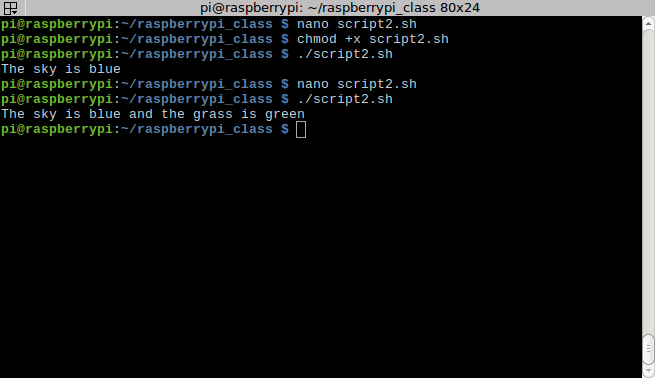 pi@raspberrypi: ~/raspberrypi_class 80x24
pi@raspberrypi:~/raspberrypi_class $ nano script2.sh
pi@raspberrypi:~/raspberrypi_class $ chmod +x script2.sh
pi@raspberrypi:~/raspberrypi_class $ ./script2.sh
The sky is blue
pi@raspberrypi:~/raspberrypi_class $ nano script2.sh
pi@raspberrypi:~/raspberrypi_class $ ./script2.sh
The sky is blue and the grass is green
pi@raspberrypi:~/raspberrypi_class $